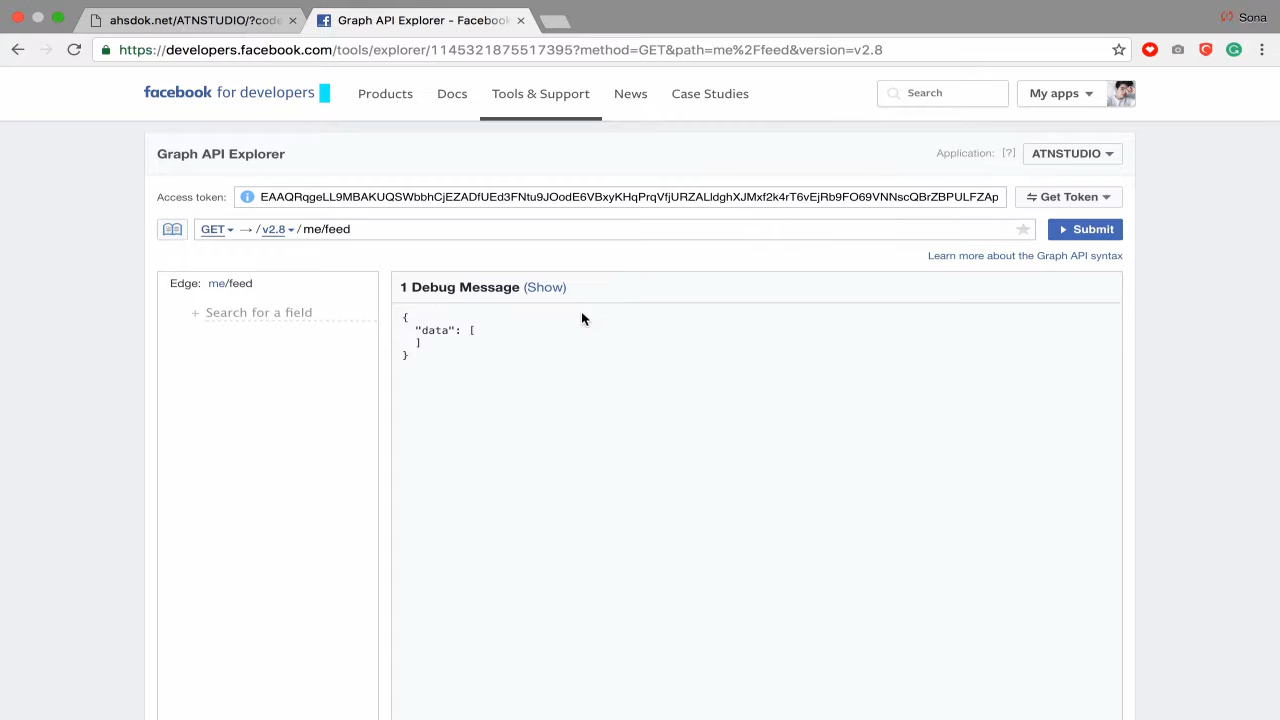 ahsdok.net/ATNSTUDIO/?code
Graph API Explorer - Facebook
Sona
https://developers.facebook.com/tools/explorer/1145321875517395?method=GET&path=me%2Ffeed&version=v2.8
facebook for developers
Products
Docs
Tools & Support
News
Case Studies
Search
My apps
Graph API Explorer
Application: [?]
ATNSTUDIO
Access token:
EAAQRqgeLL9MBAKUQSWbbhCjEZADfUEd3FNtu9JOodE6VBxyKHqPrqVfjURZALldghXJMxf2k4rT6vEjRb9FO69VNNscQBrZBPULFZAp
Get Token
GET → / v2.8 / me/feed
Submit
Learn more about the Graph API syntax
Edge: me/feed
+ Search for a field
1 Debug Message (Show)
{
"data": [
]
}